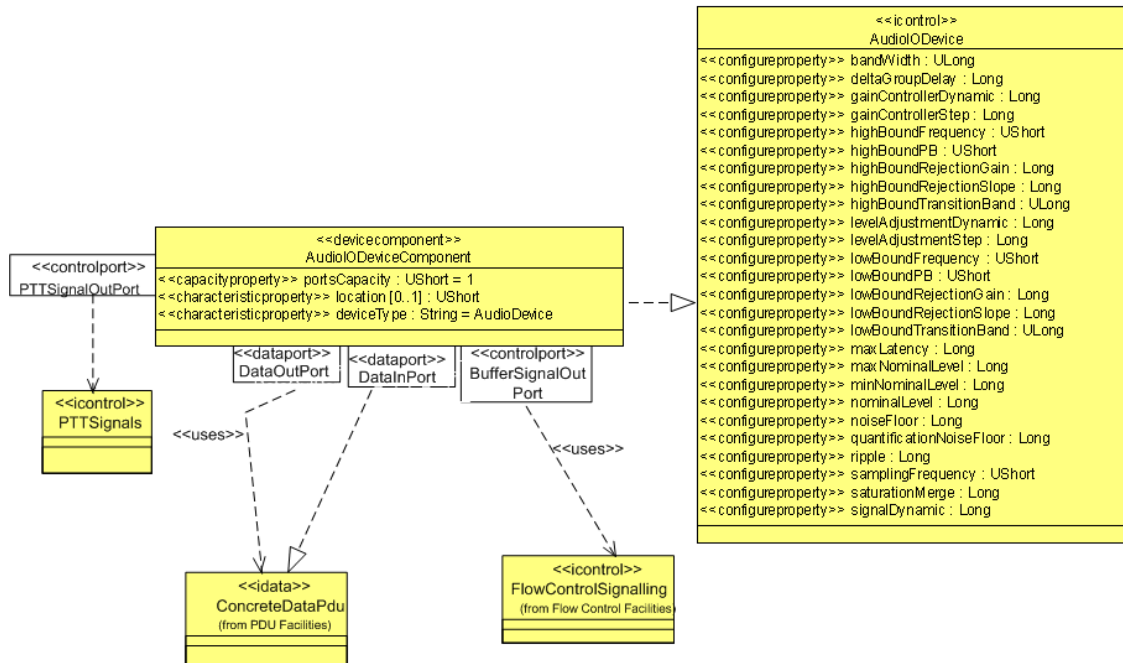 <<icontrol>>
AudioIODevice
<<configureproperty>> bandWidth : ULong
<<configureproperty>> deltaGroupDelay : Long
<<configureproperty>> gainControllerDynamic : Long
<<configureproperty>> gainControllerStep : Long
<<configureproperty>> highBoundFrequency : UShort
<<configureproperty>> highBoundPB : UShort
<<configureproperty>> highBoundRejectionGain : Long
<<configureproperty>> highBoundRejectionSlope : Long
<<configureproperty>> highBoundTransitionBand : ULong
<<configureproperty>> levelAdjustmentDynamic : Long
<<configureproperty>> levelAdjustmentStep : Long
<<configureproperty>> lowBoundFrequency : UShort
<<configureproperty>> lowBoundPB : UShort
<<configureproperty>> lowBoundRejectionGain : Long
<<configureproperty>> lowBoundRejectionSlope : Long
<<configureproperty>> lowBoundTransitionBand : ULong
<<configureproperty>> maxLatency : Long
<<configureproperty>> maxNominalLevel : Long
<<configureproperty>> minNominalLevel : Long
<<configureproperty>> nominalLevel : Long
<<configureproperty>> noiseFloor : Long
<<configureproperty>> quantificationNoiseFloor : Long
<<configureproperty>> ripple : Long
<<configureproperty>> samplingFrequency : UShort
<<configureproperty>> saturationMerge : Long
<<configureproperty>> signalDynamic : Long
<<devicecomponent>>
AudioIODeviceComponent
<<capacityproperty>> portsCapacity : UShort = 1
<<characteristicproperty>> location [0..1] : UShort
<<characteristicproperty>> deviceType : String = AudioDevice
<<controlport>>
PTTSignalOutPort
<<dataport>>
DataOutPort
<<dataport>>
DataInPort
<<controlport>>
BufferSignalOut
Port
<<icontrol>>
PTTSignals
<<uses>>
<<uses>>
<<idata>>
ConcreteDataPdu
(from PDU Facilities)
<<icontrol>>
FlowControlSignalling
(from Flow Control Facilities)